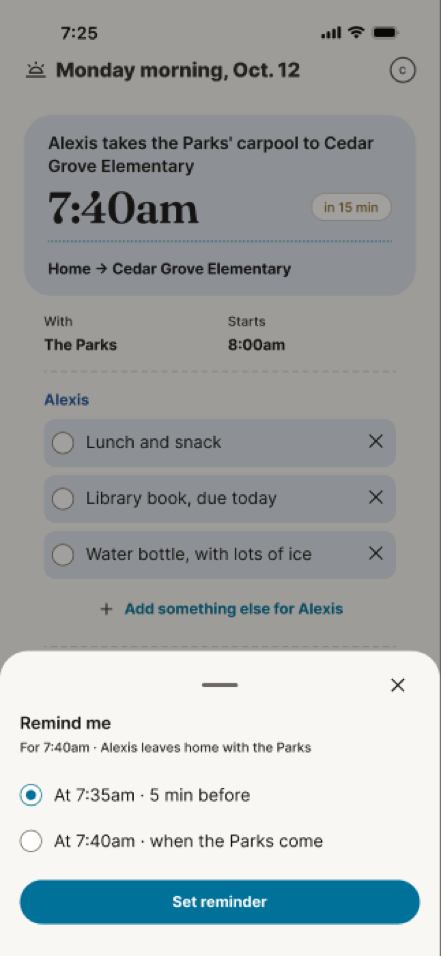 7:25
Monday morning, Oct. 12
C
Alexis takes the Parks' carpool to Cedar
Grove Elementary
7:40am
in 15 min
Home → Cedar Grove Elementary
With
Starts
The Parks
8:00am
Alexis
Lunch and snack
Library book, due today
Water bottle, with lots of ice
+ Add something else for Alexis
Remind me
For 7:40am · Alexis leaves home with the Parks
At 7:35am · 5 min before
At 7:40am · when the Parks come
Set reminder